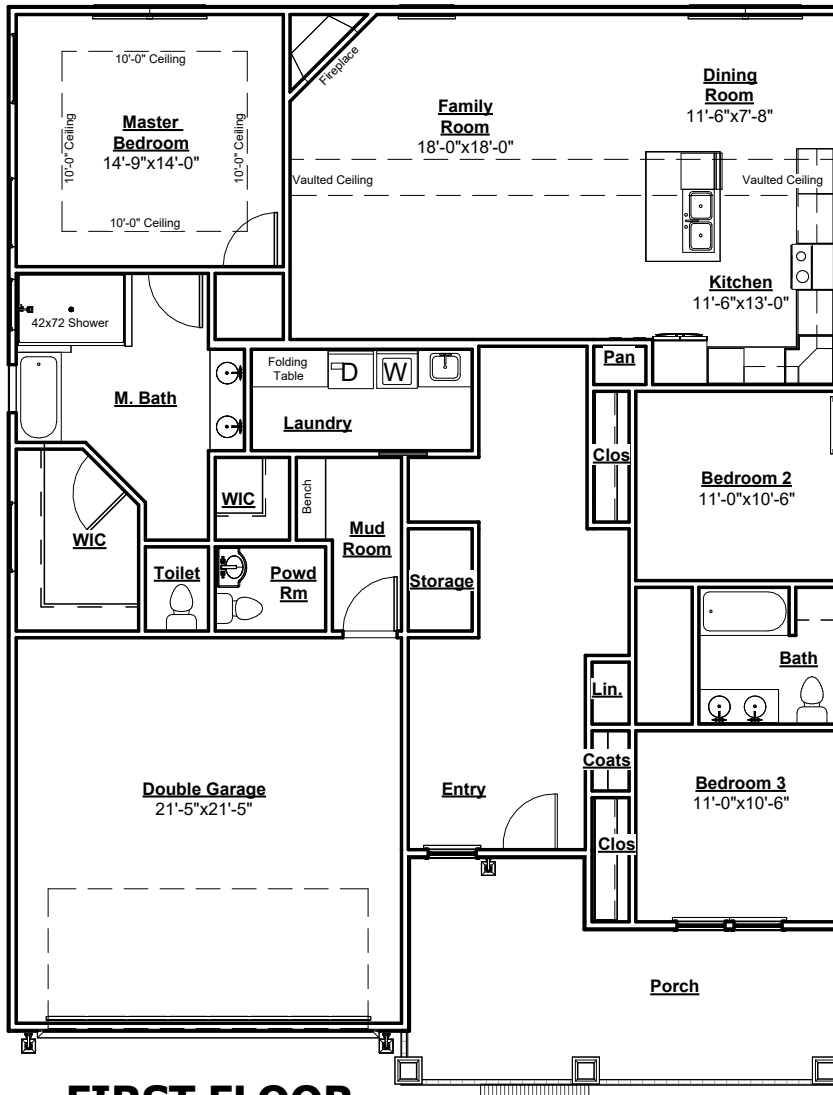 10'-0" Ceiling
Master
Bedroom
14'-9"x14'-0"
10'-0" Ceiling
10'-0" Ceiling
10'-0" Ceiling
Fireplace
Family
Room
18'-0"x18'-0"
Dining
Room
11'-6"x7'-8"
Vaulted Ceiling
Vaulted Ceiling
Kitchen
11'-6"x13'-0"
42x72 Shower
M. Bath
Folding
Table
D
W
Laundry
Pan
Clos
Bedroom 2
11'-0"x10'-6"
WIC
WIC
Bench
Mud
Room
Toilet
Powd
Rm
Storage
Bath
Lin.
Coats
Bedroom 3
11'-0"x10'-6"
Double Garage
21'-5"x21'-5"
Entry
Clos
Porch
FIRST FLOOR